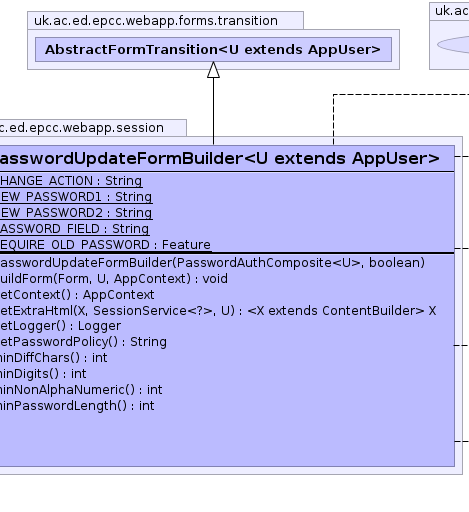 uk.ac.ed.epcc.webapp.forms.transition
uk.ac
AbstractFormTransition<U extends AppUser>
c.ed.epcc.webapp.session
asswordUpdateFormBuilder<U extends AppUser>
HANGE_ACTION : String
EW_PASSWORD1 : String
EW_PASSWORD2 : String
ASSWORD_FIELD : String
EQUIRE_OLD_PASSWORD : Feature
asswordUpdateFormBuilder(PasswordAuthComposite<U>, boolean)
uildForm(Form, U, AppContext) : void
etContext() : AppContext
etExtraHtml(X, SessionService<?>, U) : <X extends ContentBuilder> X
etLogger() : Logger
etPasswordPolicy() : String
inDiffChars() : int
inDigits() : int
inNonAlphaNumeric() : int
inPasswordLength() : int